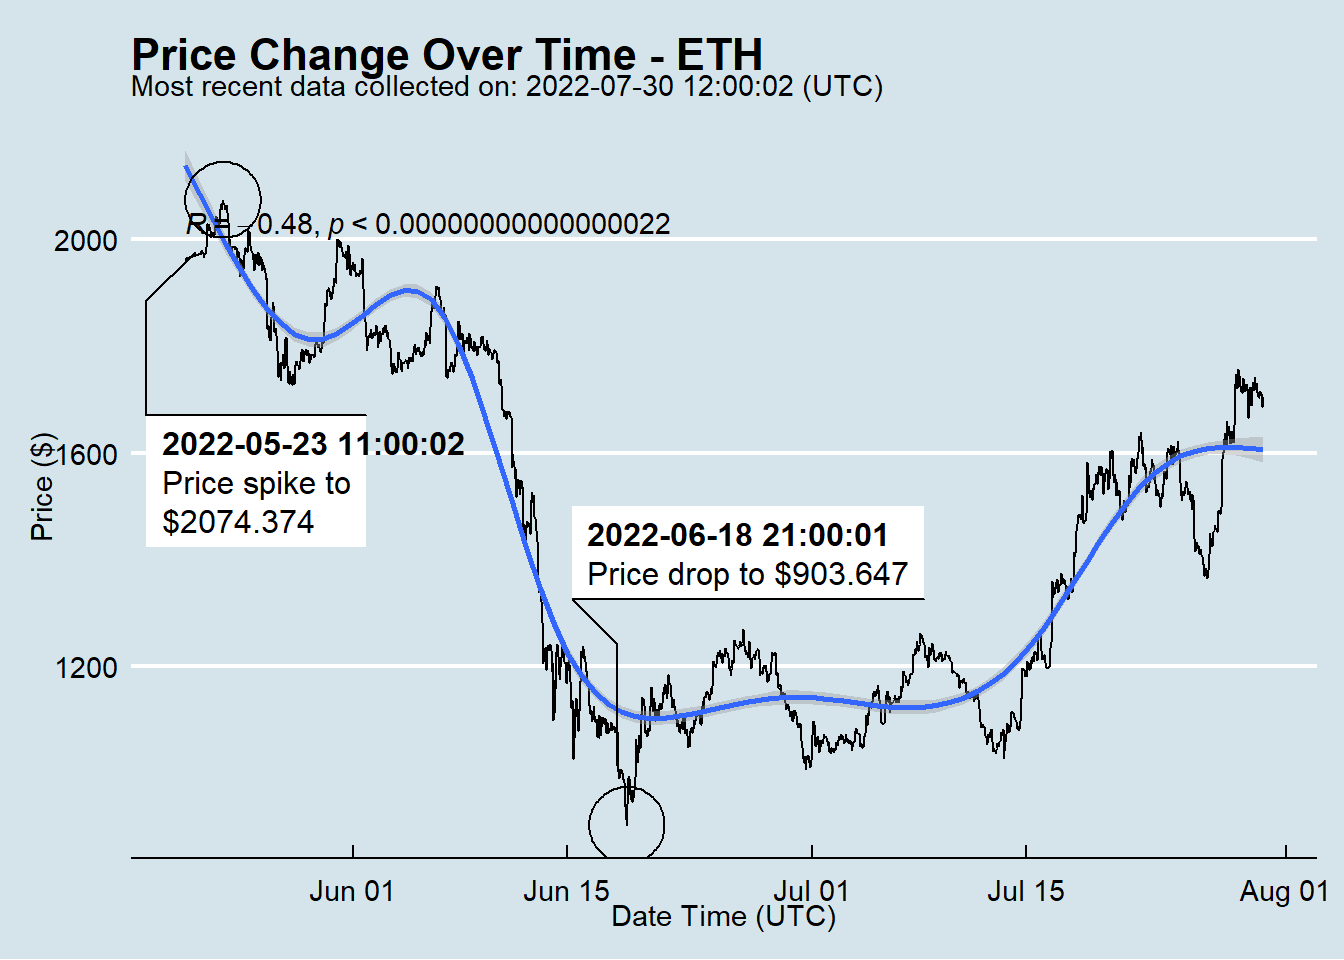 Price Change Over Time - ETH
Most recent data collected on: 2022-07-30 12:00:02 (UTC)
R = −0.48, p < 0.00000000000000022
2000
1600
1200
Price ($)
2022-05-23 11:00:02
Price spike to
$2074.374
2022-06-18 21:00:01
Price drop to $903.647
Jun 01
Jun 15
Jul 01
Jul 15
Aug 01
Date Time (UTC)